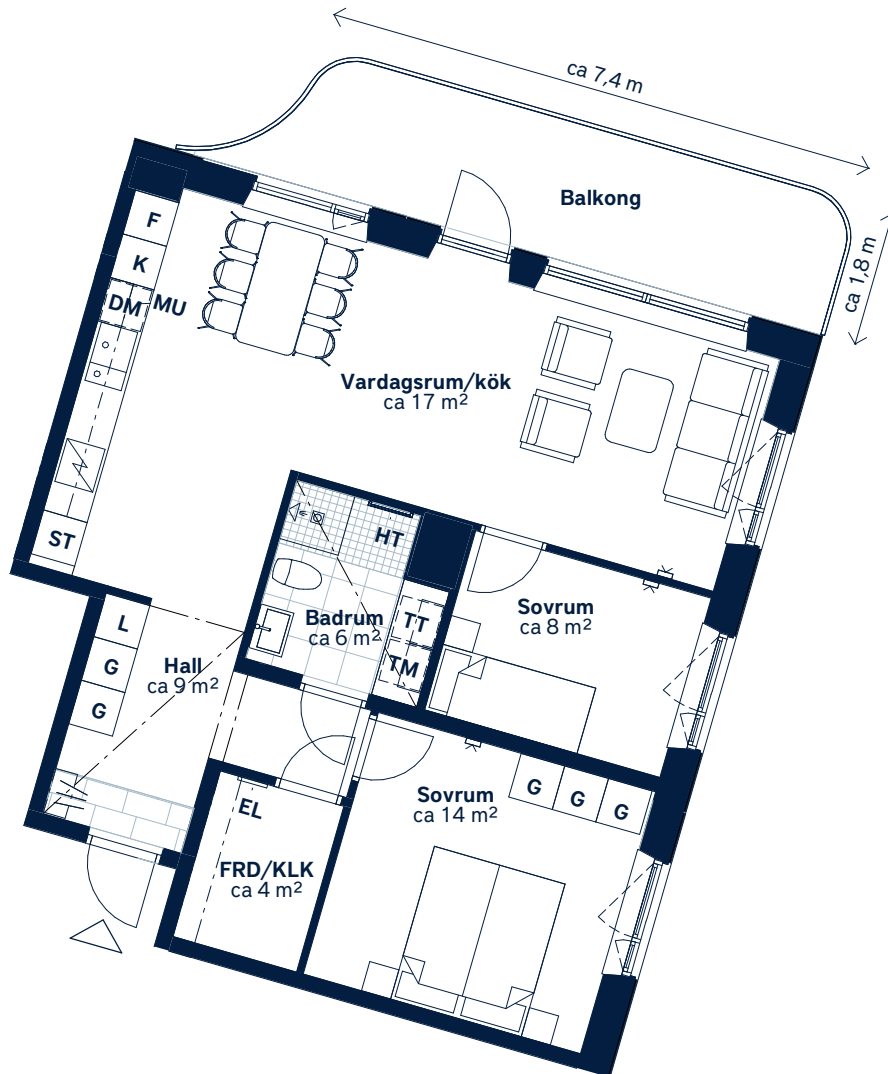 ca 7,4 m
Balkong
ca 1,8 m
F
K
DM
MU
Vardagsrum/kök
ca 17 m²
ST
HT
Sovrum
ca 8 m²
Badrum
ca 6 m²
TT
TM
L
G
G
Hall
ca 9 m²
Sovrum
ca 14 m²
G
G
G
EL
FRD/KLK
ca 4 m²